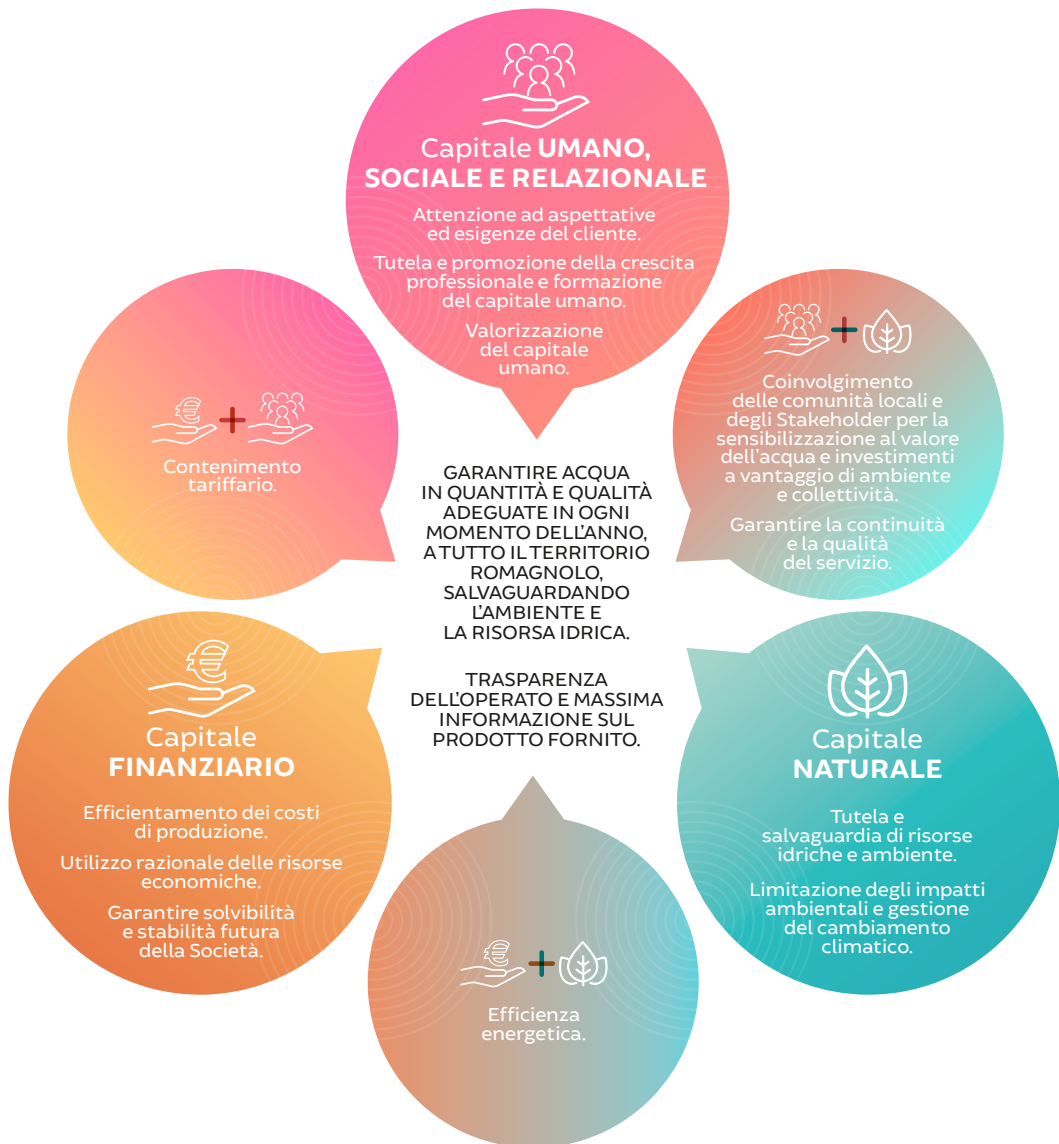 Capitale UMANO,
SOCIALE E RELAZIONALE
Attenzione ad aspettative
ed esigenze del cliente.
Tutela e promozione della crescita
professionale e formazione
del capitale umano.
Valorizzazione
del capitale
umano.
Contenimento
tariffario.
Coinvolgimento
delle comunità locali e
degli Stakeholder per la
sensibilizzazione al valore
dell'acqua e investimenti
a vantaggio di ambiente
e collettività.
Garantire la continuità
e la qualità
del servizio.
GARANTIRE ACQUA
IN QUANTITÀ E QUALITÀ
ADEGUATE IN OGNI
MOMENTO DELL'ANNO,
A TUTTO IL TERRITORIO
ROMAGNOLO,
SALVAGUARDANDO
L'AMBIENTE E
LA RISORSA IDRICA.
TRASPARENZA
DELL'OPERATO E MASSIMA
INFORMAZIONE SUL
PRODOTTO FORNITO.
Capitale
FINANZIARIO
Efficientamento dei costi
di produzione.
Utilizzo razionale delle risorse
economiche.
Garantire solvibilità
e stabilità futura
della Società.
Capitale
NATURALE
Tutela e
salvaguardia di risorse
idriche e ambiente.
Limitazione degli impatti
ambientali e gestione
del cambiamento
climatico.
Efficienza
energetica.